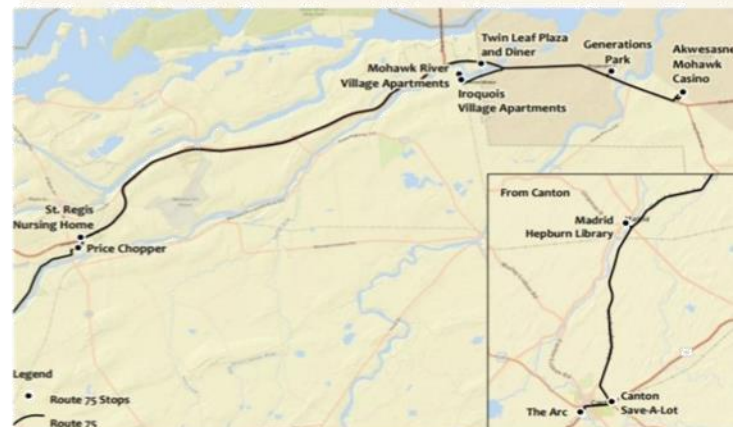 Twin Leaf Plaza
and Diner
Generations
Park
Akwesasne
Mohawk
Casino
Mohawk River
Village Apartments
Iroquois
Village Apartments
St. Regis
Nursing Home
Price Chopper
From Canton
Madrid
Hepburn Library
The Arc
Canton
Save-A-Lot
Legend
Route 75 Stops
Route 75